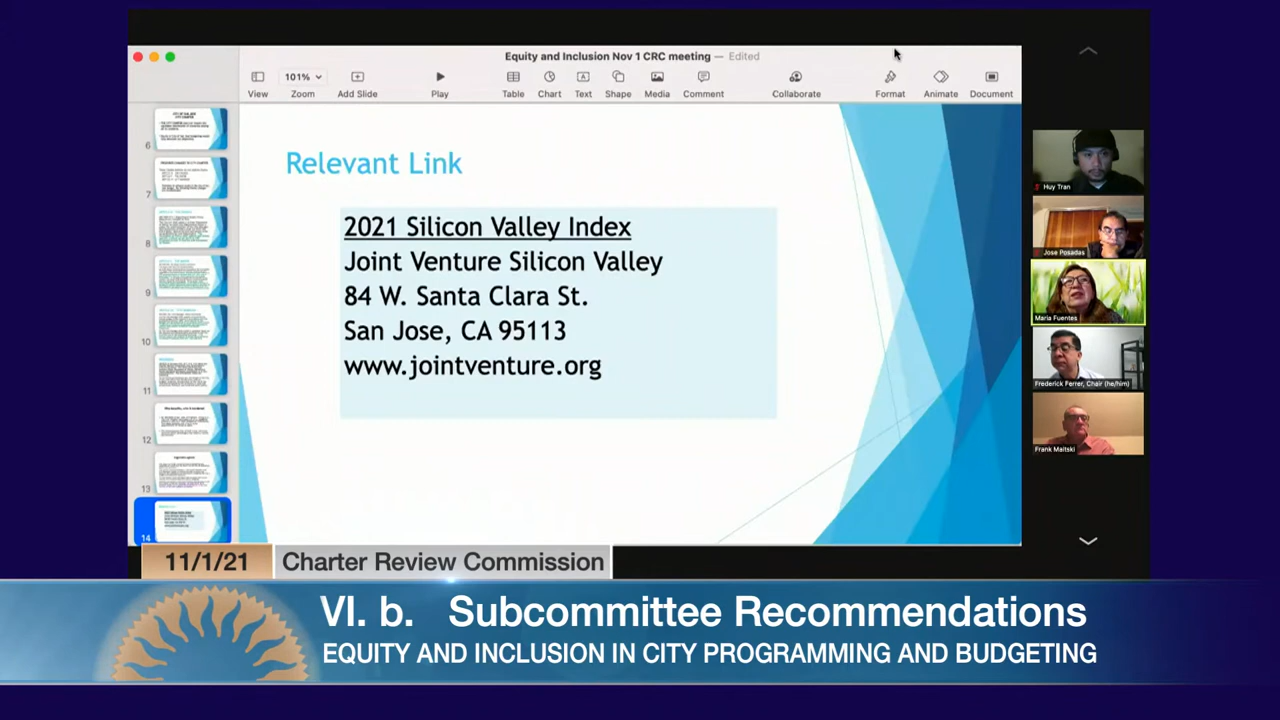 Equity and Inclusion Nov 1 CRC meeting — Edited
101%
View
Zoom
Add Slide
Play
Table
Chart
Text
Shape
Media
Comment
Collaborate
Format
Animate
Document
6
7
8
9
10
11
12
13
14
Relevant Link
2021 Silicon Valley Index
Joint Venture Silicon Valley
84 W. Santa Clara St.
San Jose, CA 95113
www.jointventure.org
Huy Tran
Jose Posadas
Maria Fuentes
Frederick Ferrer, Chair (he/him)
Frank Maitski
11/1/21
Charter Review Commission
VI. b. Subcommittee Recommendations
EQUITY AND INCLUSION IN CITY PROGRAMMING AND BUDGETING